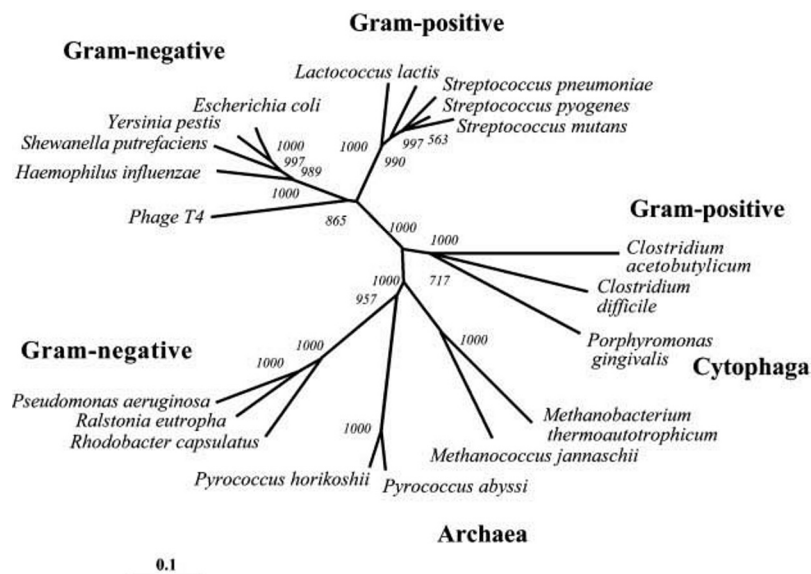 Gram-positive
Gram-negative
Lactococcus lactis
Streptococcus pneumoniae
Escherichia coli
Streptococcus pyogenes
Yersinia pestis
Streptococcus mutans
Shewanella putrefaciens
1000
1000
997
563
997
990
989
Haemophilus influenzae
1000
Phage T4
865
Gram-positive
1000
1000
Clostridium
acetobutylicum
717
Clostridium
difficile
1000
957
Porphyromonas
gingivalis
Cytophaga
Gram-negative
1000
1000
1000
Pseudomonas aeruginosa
Ralstonia eutropha
Rhodobacter capsulatus
Methanobacterium
thermoautotrophicum
1000
Methanococcus jannaschii
Pyrococcus horikoshii
Pyrococcus abyssi
Archaea
0.1